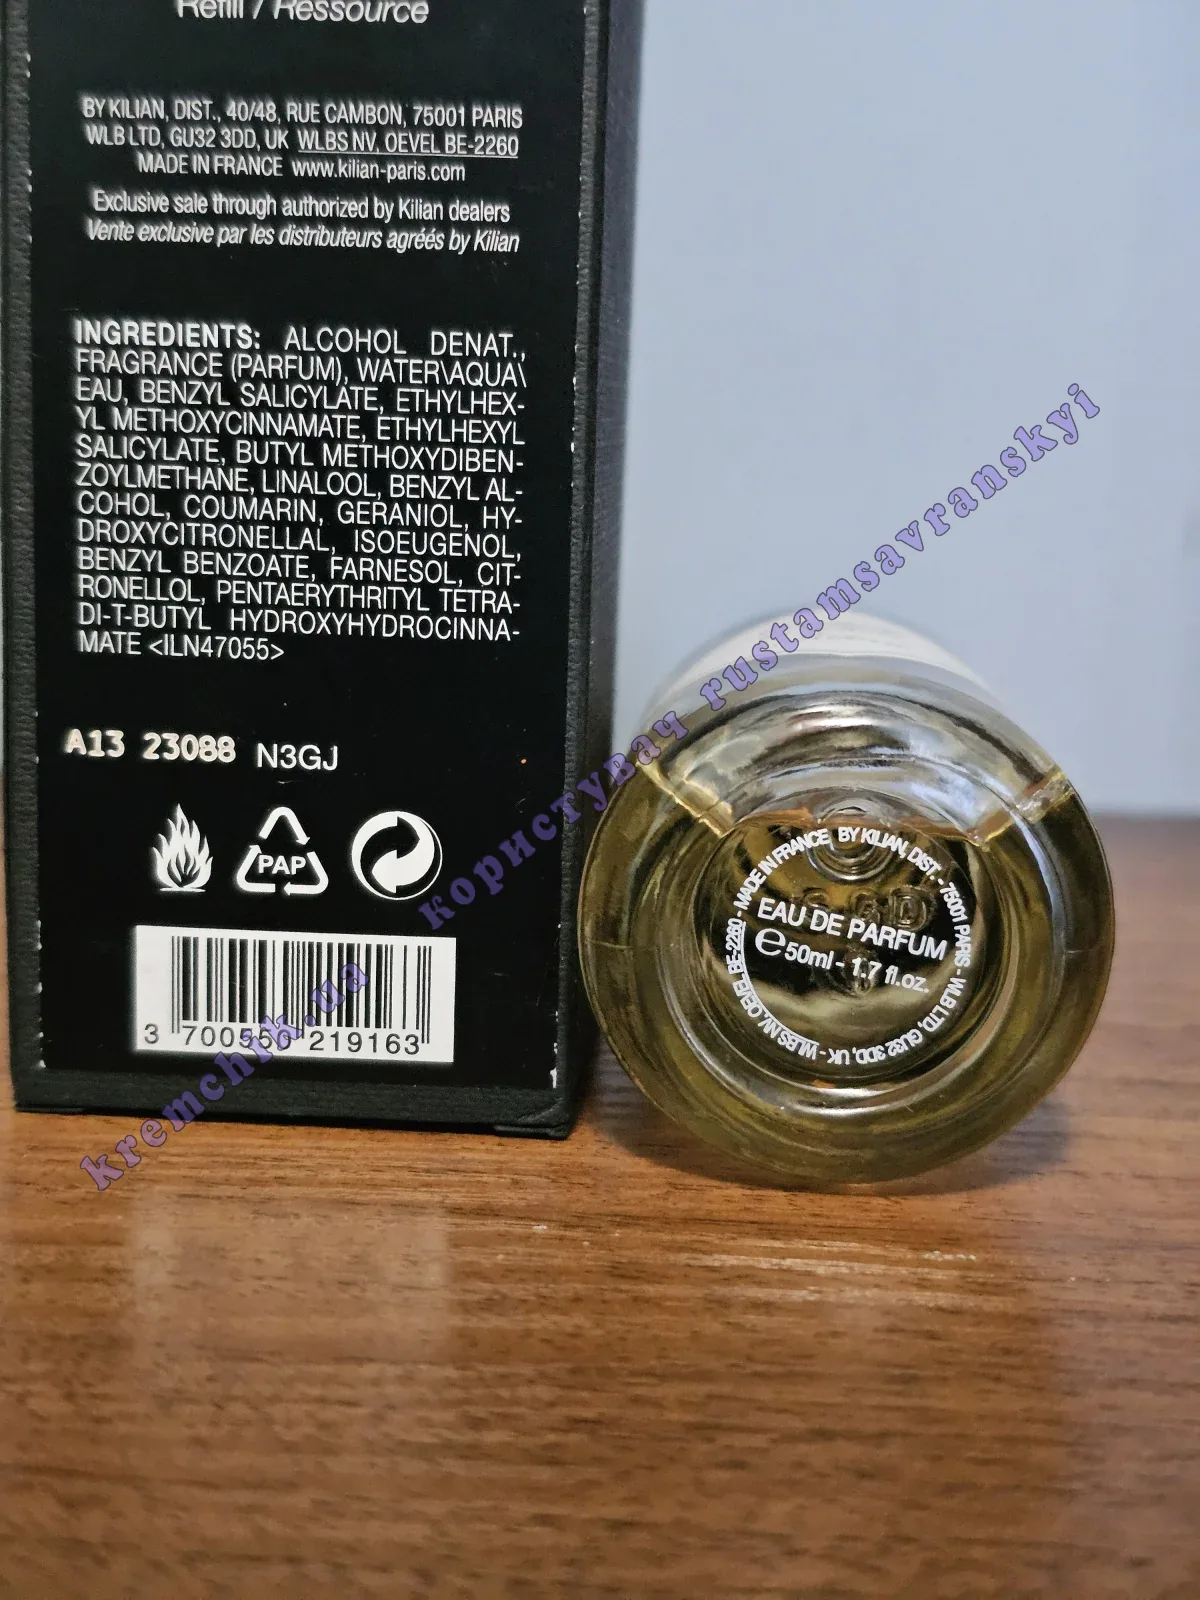 Refill / Ressource
BY KILIAN, DIST., 40/48, RUE CAMBON, 75001 PARIS
WLB LTD, GU32 3DD, UK WLBS NV, OEVEL BE-2260
MADE IN FRANCE www.kilian-paris.com
Exclusive sale through authorized by Kilian dealers
Vente exclusive par les distributeurs agréés by Kilian
INGREDIENTS: ALCOHOL DENAT.,
FRAGRANCE (PARFUM), WATER\AQUA\
EAU, BENZYL SALICYLATE, ETHYLHEX-
YL METHOXYCINNAMATE, ETHYLHEXYL
SALICYLATE, BUTYL METHOXYDIBEN-
ZOYLMETHANE, LINALOOL, BENZYL AL-
COHOL, COUMARIN, GERANIOL, HY-
DROXYCITRONELLAL, ISOEUGENOL,
BENZYL BENZOATE, FARNESOL, CIT-
RONELLOL, PENTAERYTHRITYL TETRA-
DI-T-BUTYL HYDROXYHYDROCINNA-
MATE <ILN47055>
A13 23088 N3GJ
PAP
3 700550 219163
MADE IN FRANCE BY KILIAN, DIST. - 75001 PARIS - WLB LTD, GU32 3DD, UK - WLBS NV, OEVEL BE-2260 -
EAU DE PARFUM
e 50ml - 1.7 fl.oz.
kremchik.ua користувач rustamsavranskyi